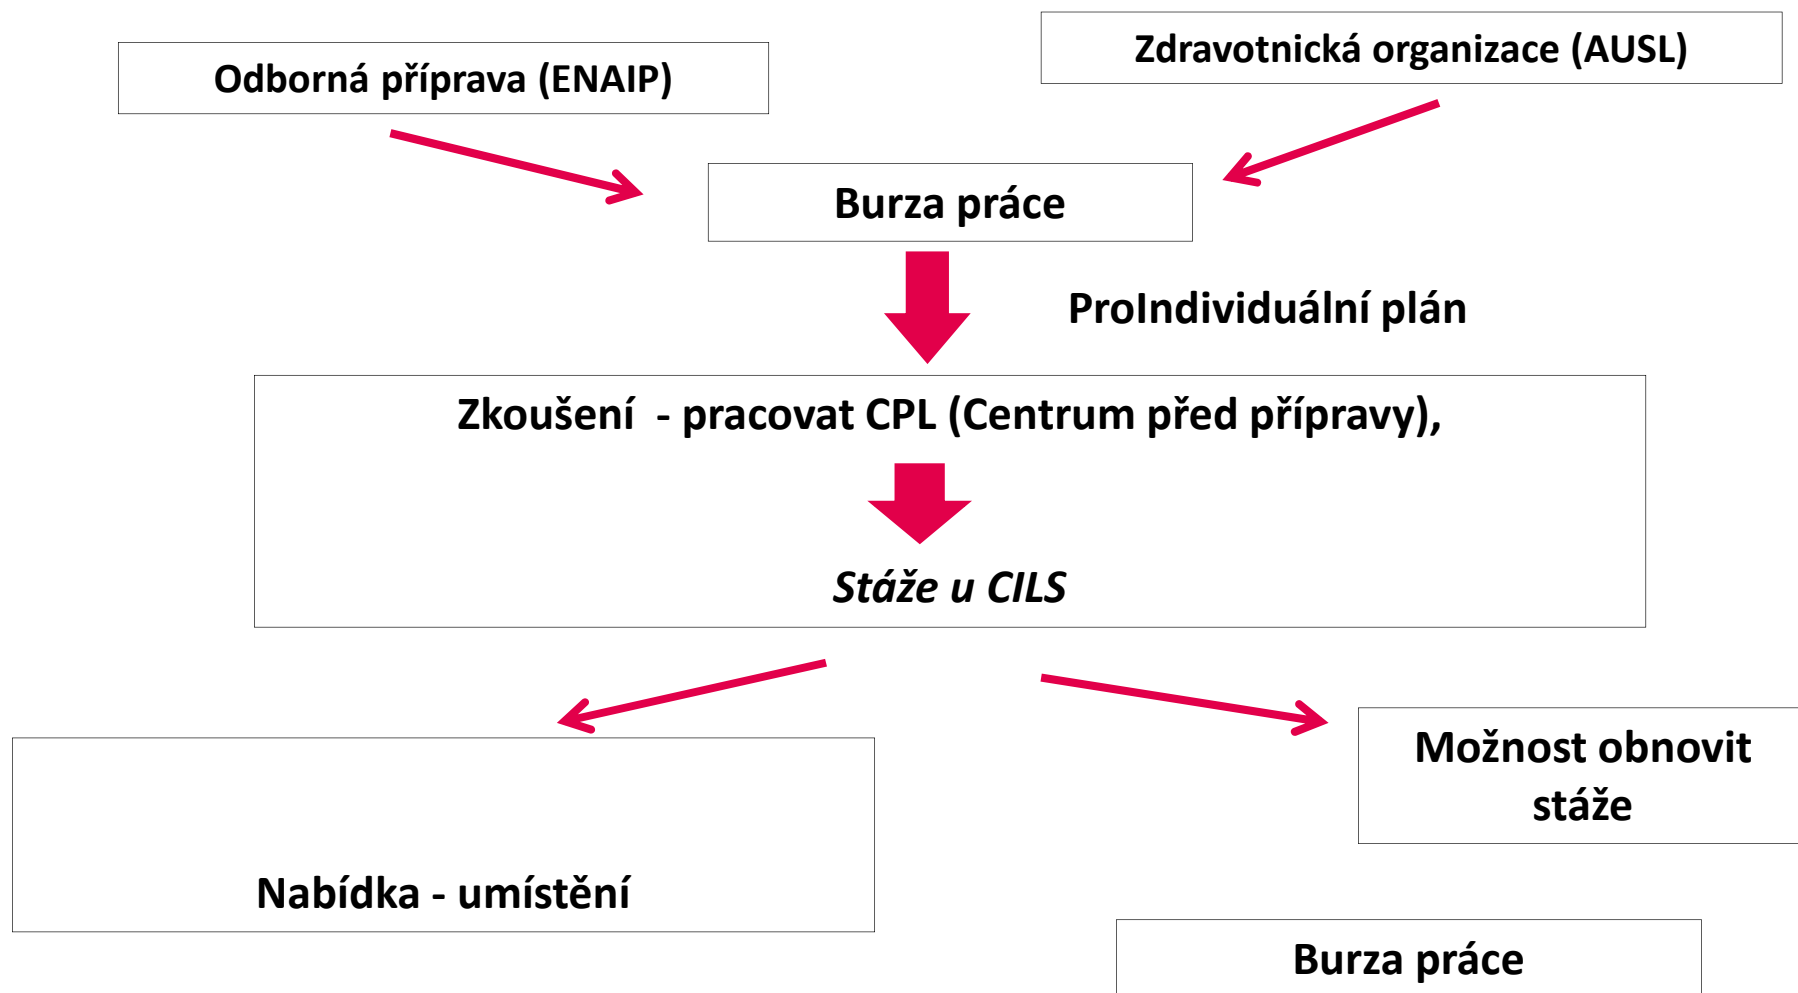 Zdravotnická organizace (AUSL)
Odborná příprava (ENAIP)
Burza práce
ProIndividuální plán
Zkoušení  - pracovat CPL (Centrum před přípravy),
Stáže u CILS
Možnost obnovit
stáže
Nabídka - umístění
Burza práce